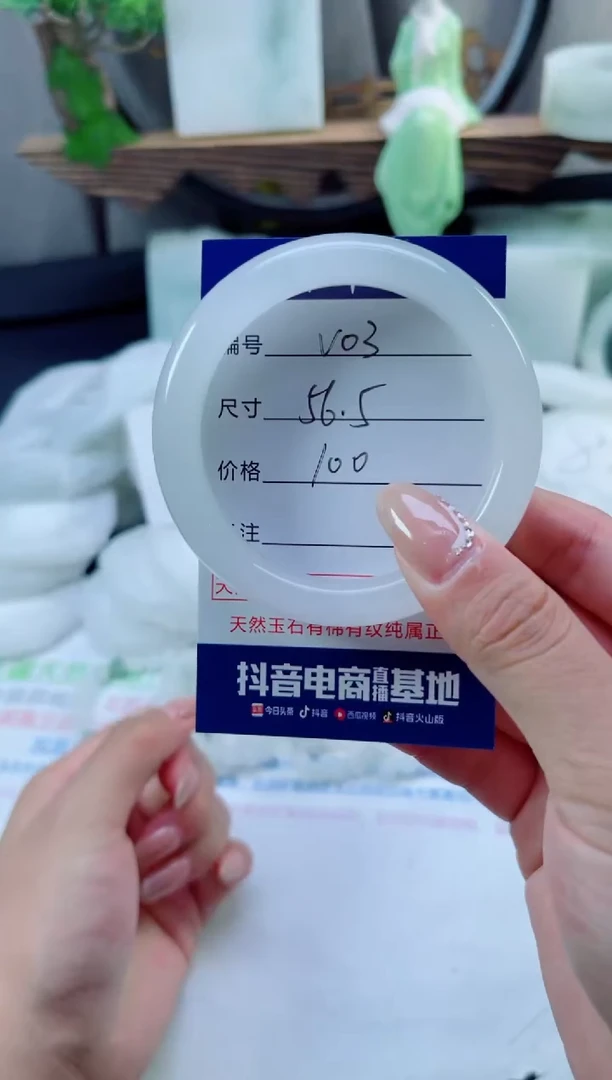 编号 V03
尺寸 56.5
价格 100
注
天然玉石有棉有纹纯属正
抖音电商直播基地
今日头条 抖音 西瓜视频 抖音火山版